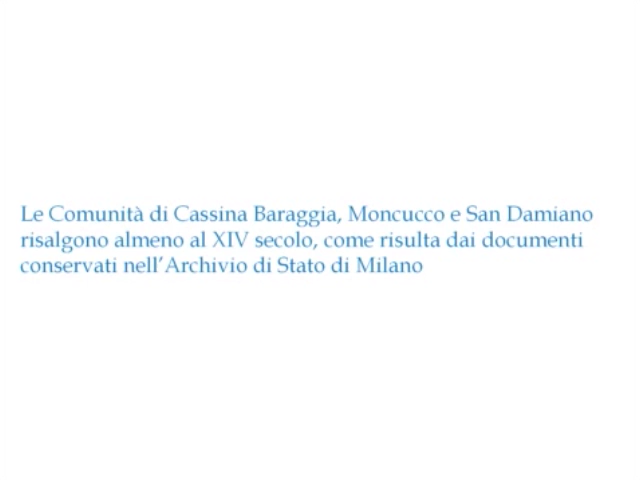 Le Comunità di Cassina Baraggia, Moncucco e San Damiano
risalgono almeno al XIV secolo, come risulta dai documenti
conservati nell’Archivio di Stato di Milano